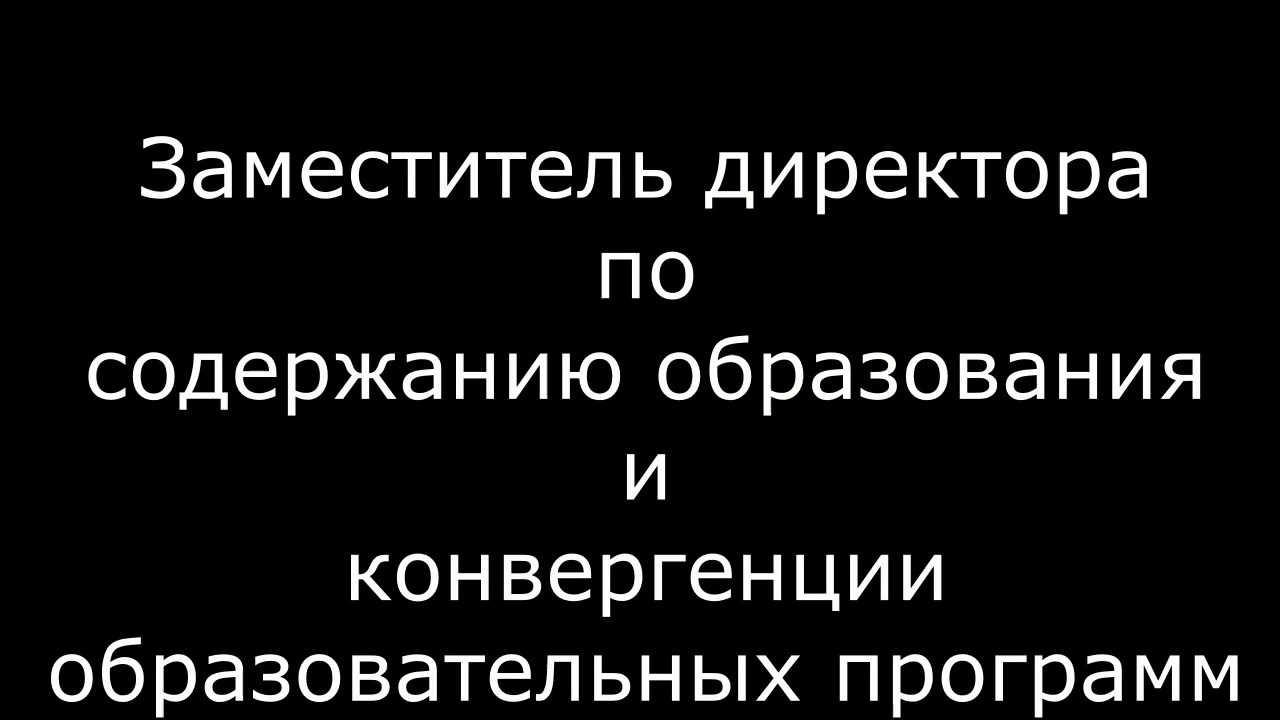 Заместитель директора
по
содержанию образования
и
конвергенции
образовательных программ